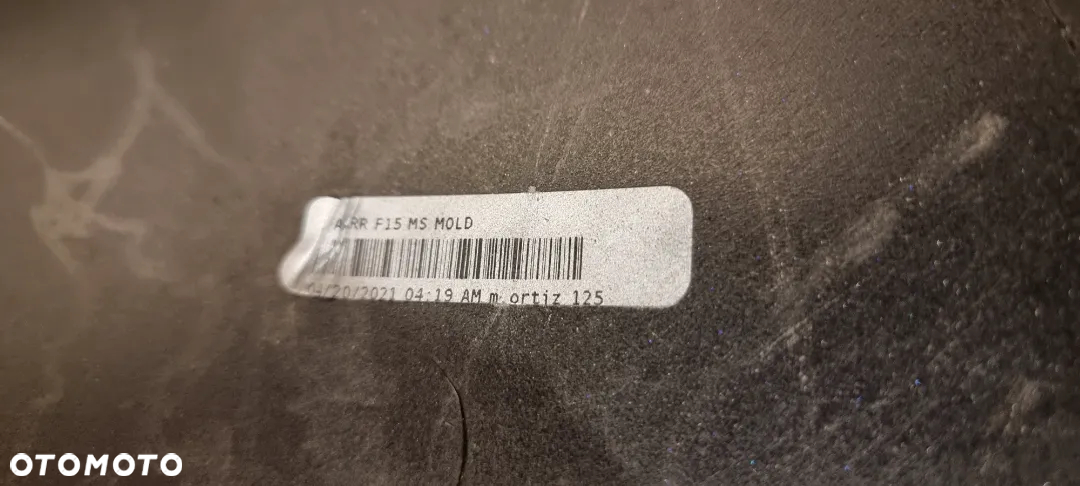 RR F15 MS MOLD
/20/2021 04:19 AM m ortiz 125
OTOMOTO